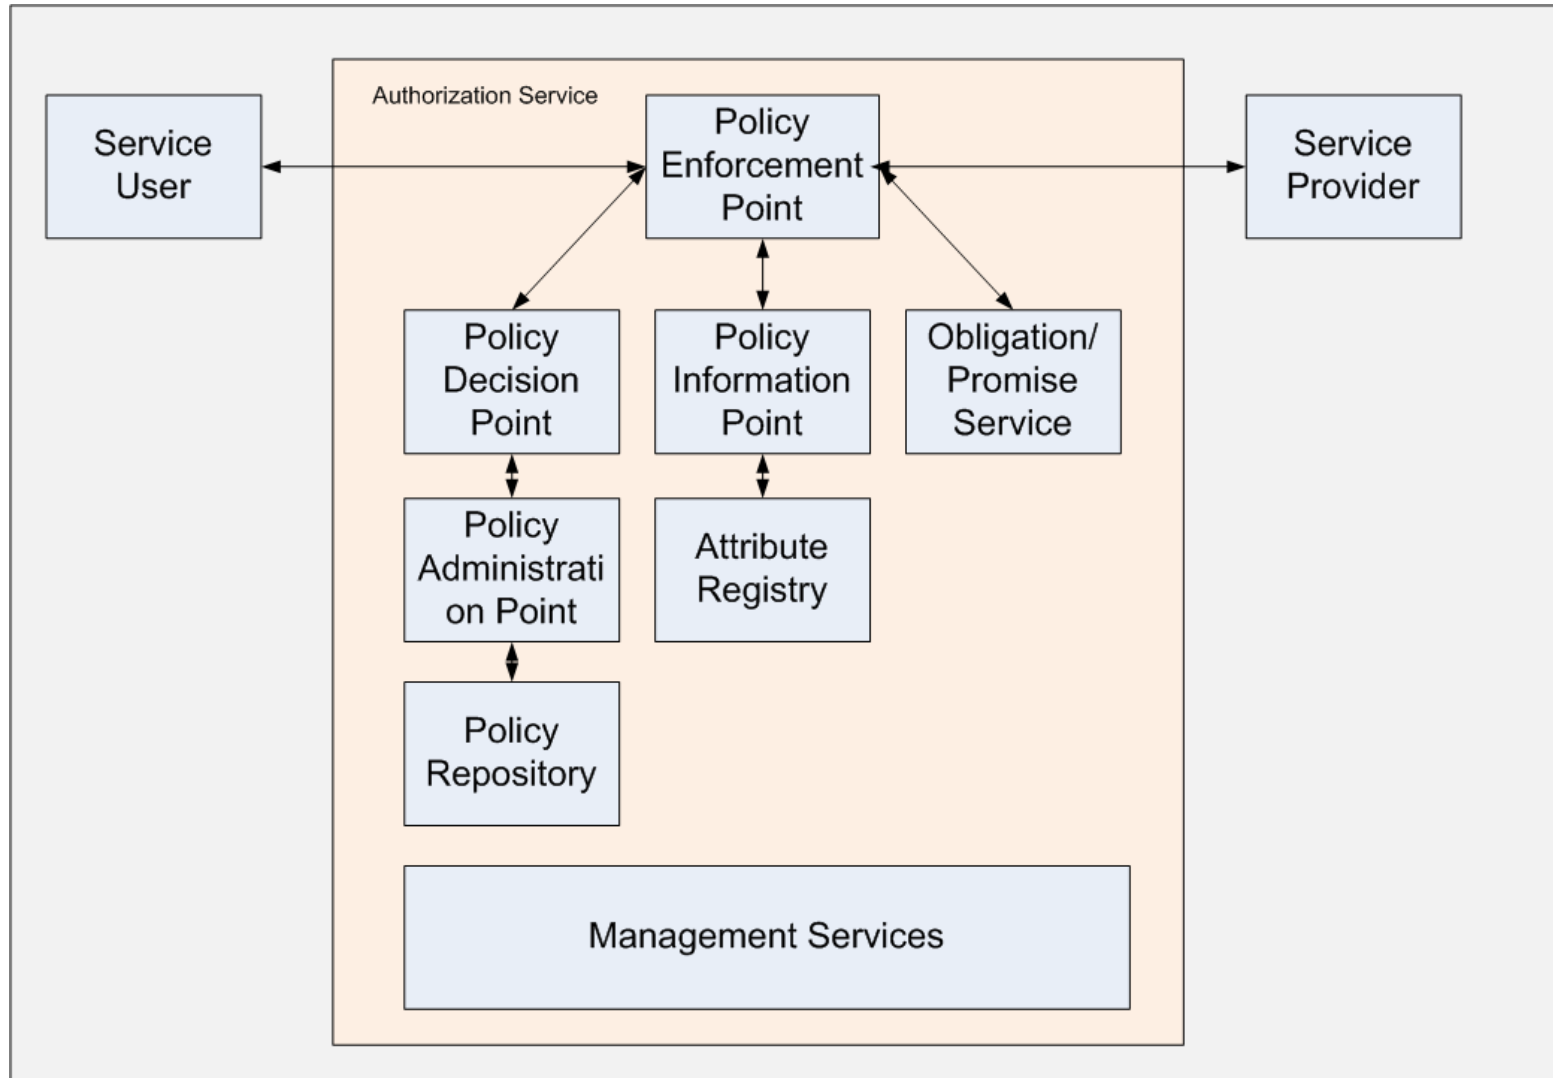 Authorization Service
Service
User
Policy
Enforcement
Point
Service
Provider
Policy
Decision
Point
Policy
Information
Point
Obligation/
Promise
Service
Policy
Administrati
on Point
Attribute
Registry
Policy
Repository
Management Services